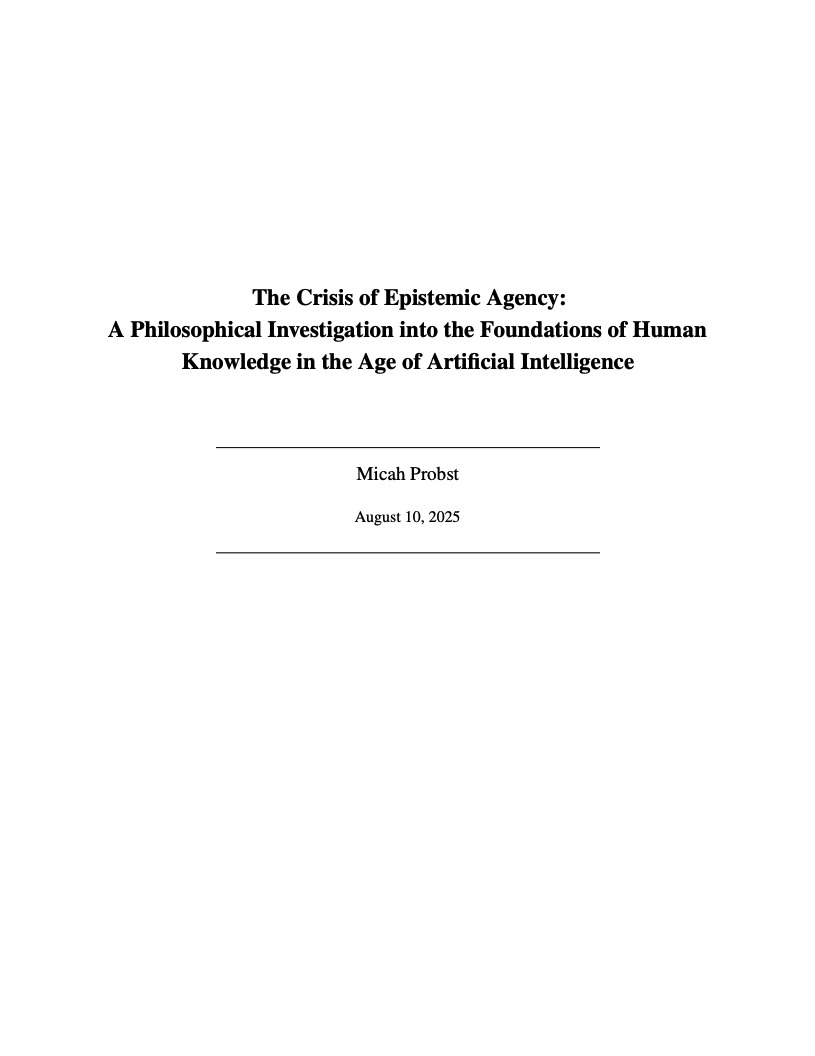 The Crisis of Epistemic Agency:
A Philosophical Investigation into the Foundations of Human
Knowledge in the Age of Artificial Intelligence
Micah Probst
August 10, 2025